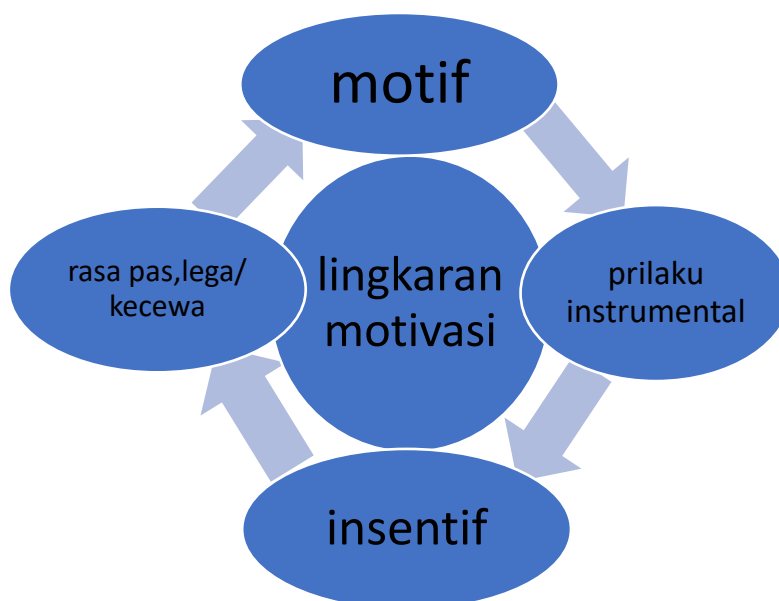 motif
rasa pas,lega/
kecewa
lingkaran
motivasi
prilaku
instrumental
insentif